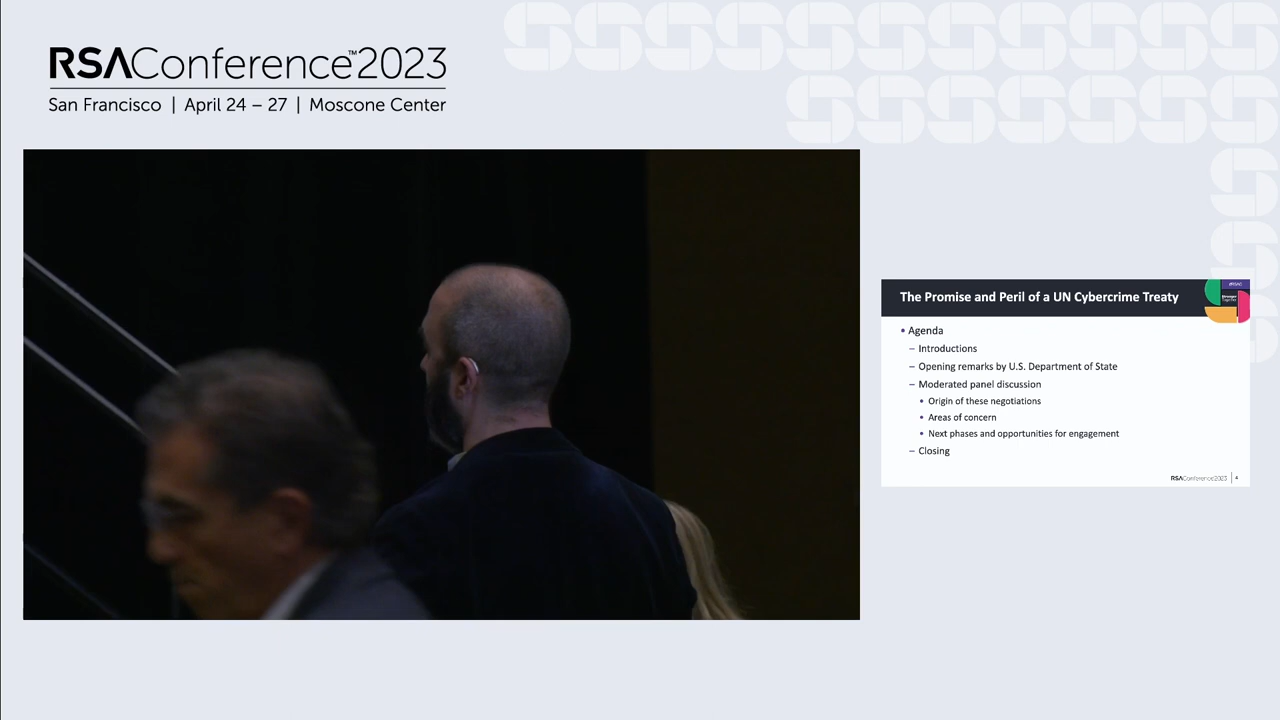 RSAConference™2023
San Francisco | April 24 – 27 | Moscone Center
The Promise and Peril of a UN Cybercrime Treaty
• Agenda
– Introductions
– Opening remarks by U.S. Department of State
– Moderated panel discussion
• Origin of these negotiations
• Areas of concern
• Next phases and opportunities for engagement
– Closing
RSAConference2023 | 4